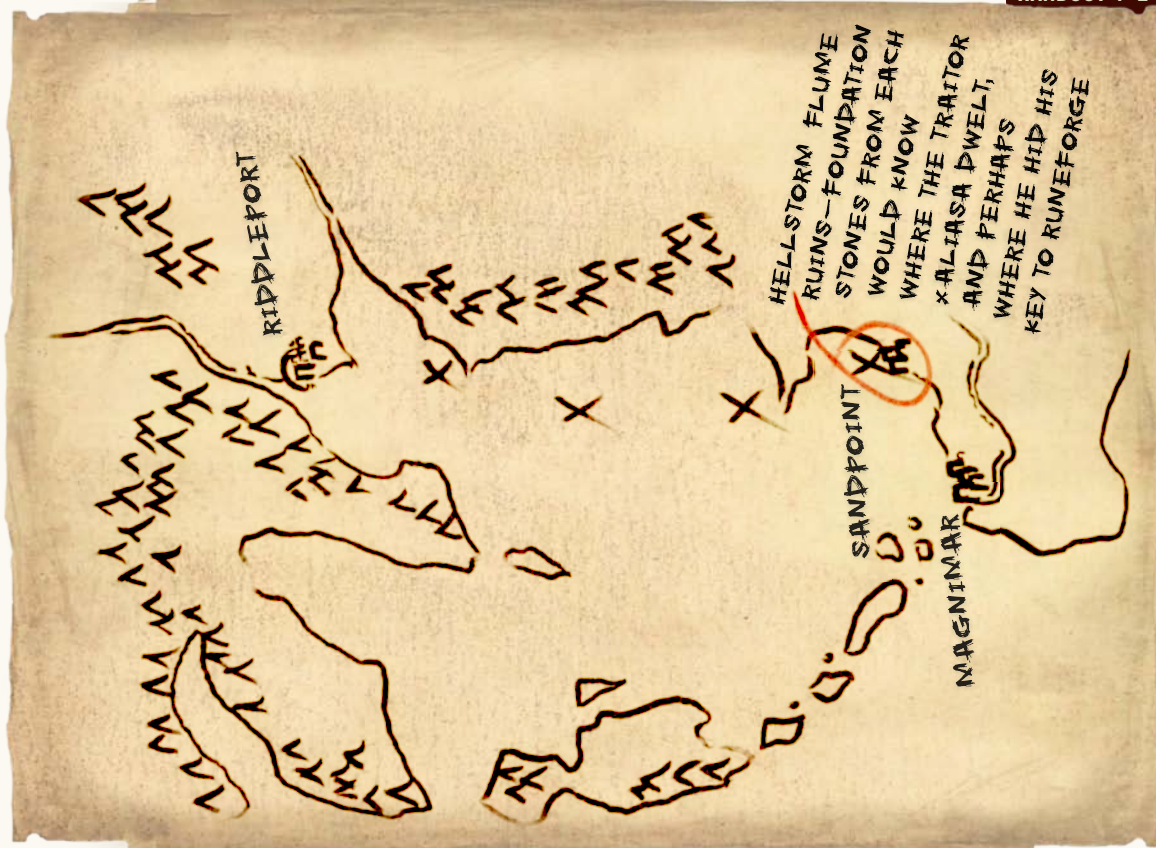 RIDDLEPORT
HELLSTORM FLUME
RUINS—FOUNDATION
STONES FROM EACH
WOULD KNOW
WHERE THE TRAITOR
XALIASA DWELT,
AND PERHAPS
WHERE HE HID HIS
KEY TO RUNEFORGE
SANDPOINT
MAGNIMAR